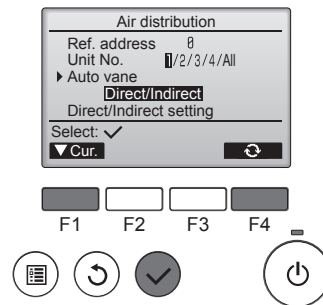 Air distribution
Ref. address 0
Unit No. 1/2/3/4/All
Auto vane
Direct/Indirect
Direct/Indirect setting
Select: ✓
▼ Cur.
F1 F2 F3 F4